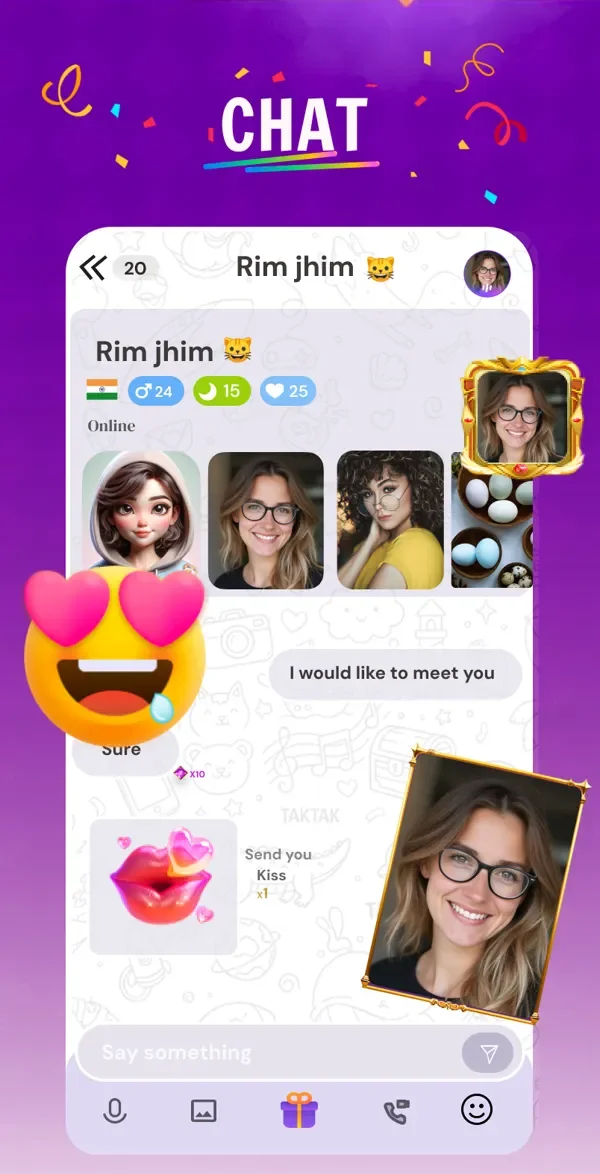 CHAT
20
Rim jhim 😺
Rim jhim 😺
24
15
25
Online
I would like to meet you
Sure
X10
TAKTAK
Send you
Kiss
x1
Say something